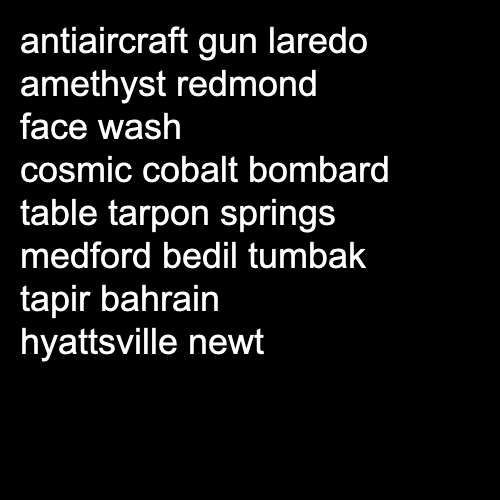 antiaircraft gun laredo
amethyst redmond
face wash
cosmic cobalt bombard
table tarpon springs
medford bedil tumbak
tapir bahrain
hyattsville newt